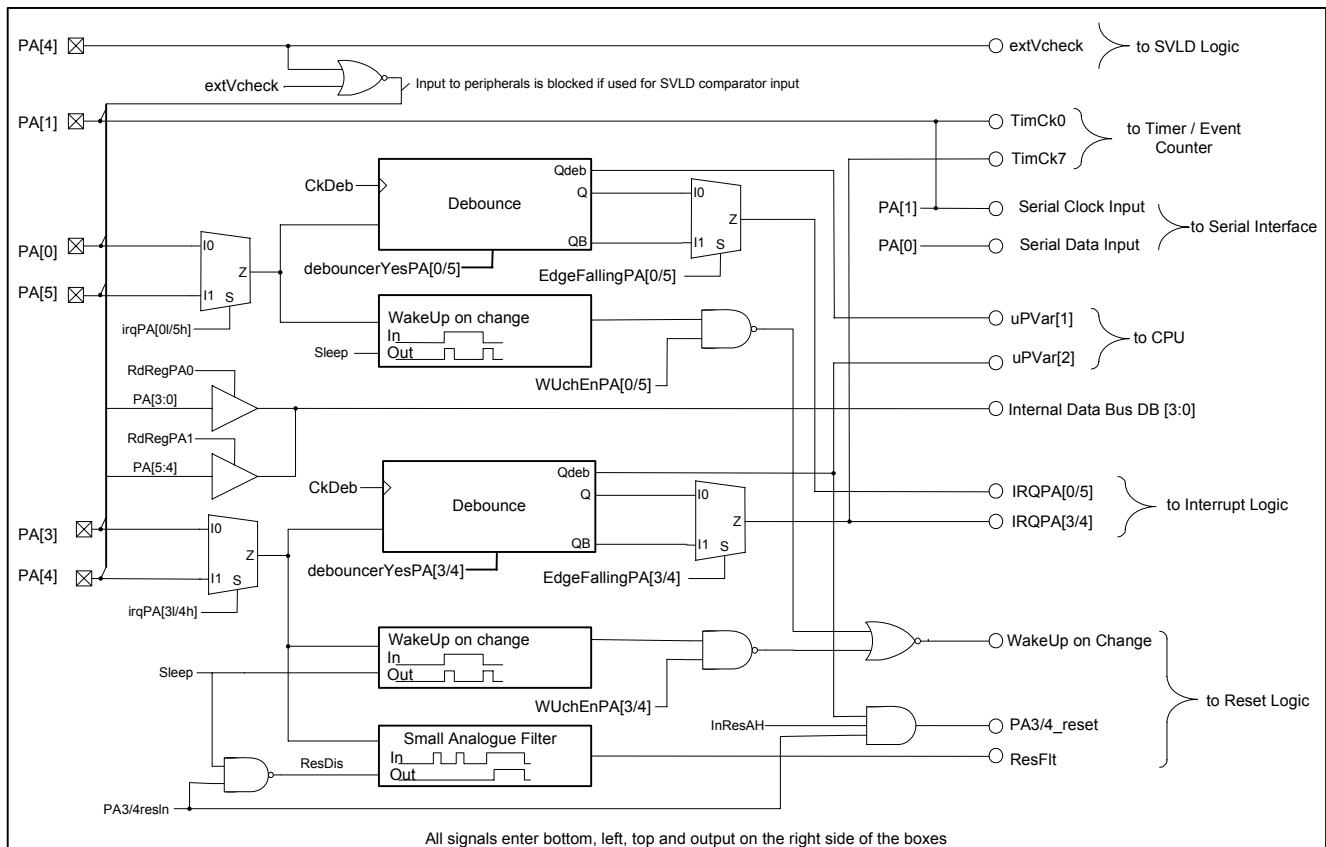 PA[4]
extVcheck
to SVLD Logic
extVcheck
Input to peripherals is blocked if used for SVLD comparator input
PA[1]
TimCk0
to Timer / Event
Counter
TimCk7
Qdeb
CkDeb
Q
I0
Debounce
Z
PA[1]
Serial Clock Input
to Serial Interface
PA[0]
I0
QB
I1
S
PA[0]
Serial Data Input
Z
debouncerYesPA[0/5]
EdgeFallingPA[0/5]
PA[5]
I1
S
WakeUp on change
In
Out
irqPA[0l/5h]
Sleep
uPVar[1]
to CPU
uPVar[2]
RdRegPA0
WUchEnPA[0/5]
PA[3:0]
Internal Data Bus DB [3:0]
RdRegPA1
PA[5:4]
Qdeb
CkDeb
Q
I0
Debounce
Z
IRQPA[0/5]
to Interrupt Logic
IRQPA[3/4]
PA[3]
I0
QB
I1
S
Z
debouncerYesPA[3/4]
EdgeFallingPA[3/4]
PA[4]
I1
S
irqPA[3l/4h]
WakeUp on change
In
Out
WakeUp on Change
Sleep
WUchEnPA[3/4]
to Reset Logic
InResAH
PA3/4_reset
Small Analogue Filter
In
Out
ResFlt
ResDis
PA3/4resIn
All signals enter bottom, left, top and output on the right side of the boxes